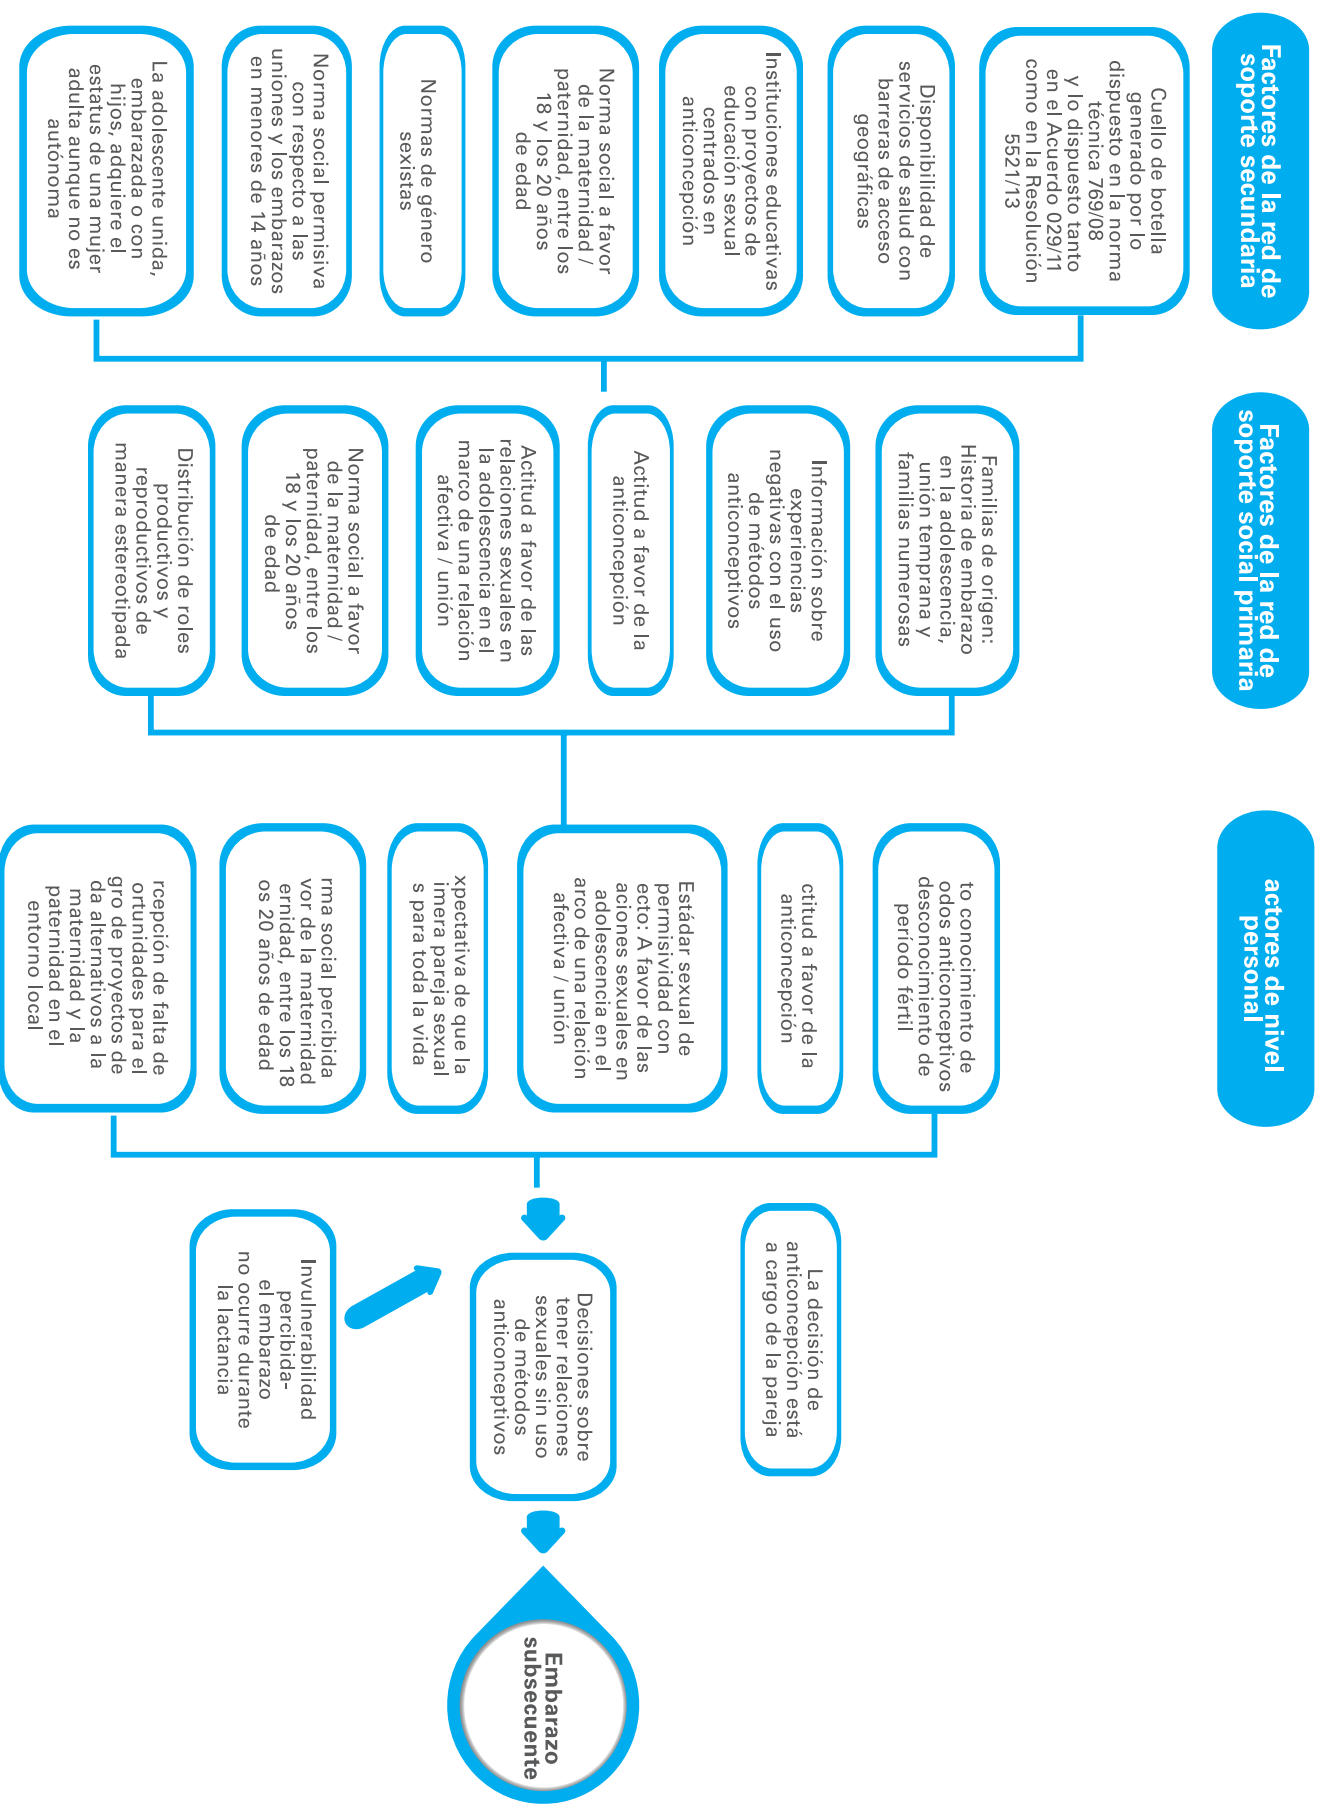 Factores de la red de
soporte secundaria
Cuello de botella
generado por lo
dispuesto en la norma
técnica 769/08
y lo dispuesto tanto
en el Acuerdo 029/11
como en la Resolución
5521/13
Disponibilidad de
servicios de salud con
barreras de acceso
geográficas
Instituciones educativas
con proyectos de
educación sexual
centrados en
anticoncepción
Norma social a favor
de la maternidad /
paternidad, entre los
18 y los 20 años
de edad
Normas de género
sexistas
Norma social permisiva
con respecto a las
uniones y los embarazos
en menores de 14 años
La adolescente unida,
embarazada o con
hijos, adquiere el
estatus de una mujer
adulta aunque no es
autónoma
Factores de la red de
soporte social primaria
Familias de origen:
Historia de embarazo
en la adolescencia,
unión temprana y
familias numerosas
Información sobre
experiencias
negativas con el uso
de métodos
anticonceptivos
Actitud a favor de la
anticoncepción
Actitud a favor de las
relaciones sexuales en
la adolescencia en el
marco de una relación
afectiva / unión
Norma social a favor
de la maternidad /
paternidad, entre los
18 y los 20 años
de edad
Distribución de roles
productivos y
reproductivos de
manera estereotipada
actores de nivel
personal
to conocimiento de
odos anticonceptivos
desconocimiento de
período fértil
ctitud a favor de la
anticoncepción
Estándar sexual de
permisividad con
ecto: A favor de las
aciones sexuales en
adolescencia en el
arco de una relación
afectiva / unión
xpectativa de que la
imera pareja sexual
s para toda la vida
rma social percibida
vor de la maternidad
ernidad, entre los 18
os 20 años de edad
rcepción de falta de
ortunidades para el
gro de proyectos de
da alternativos a la
maternidad y la
paternidad en el
entorno local
La decisión de
anticoncepción está
a cargo de la pareja
Decisiones sobre
tener relaciones
sexuales sin uso
de métodos
anticonceptivos
Invulnerabilidad
percibida-
el embarazo
no ocurre durante
la lactancia
Embarazo
subsecuente